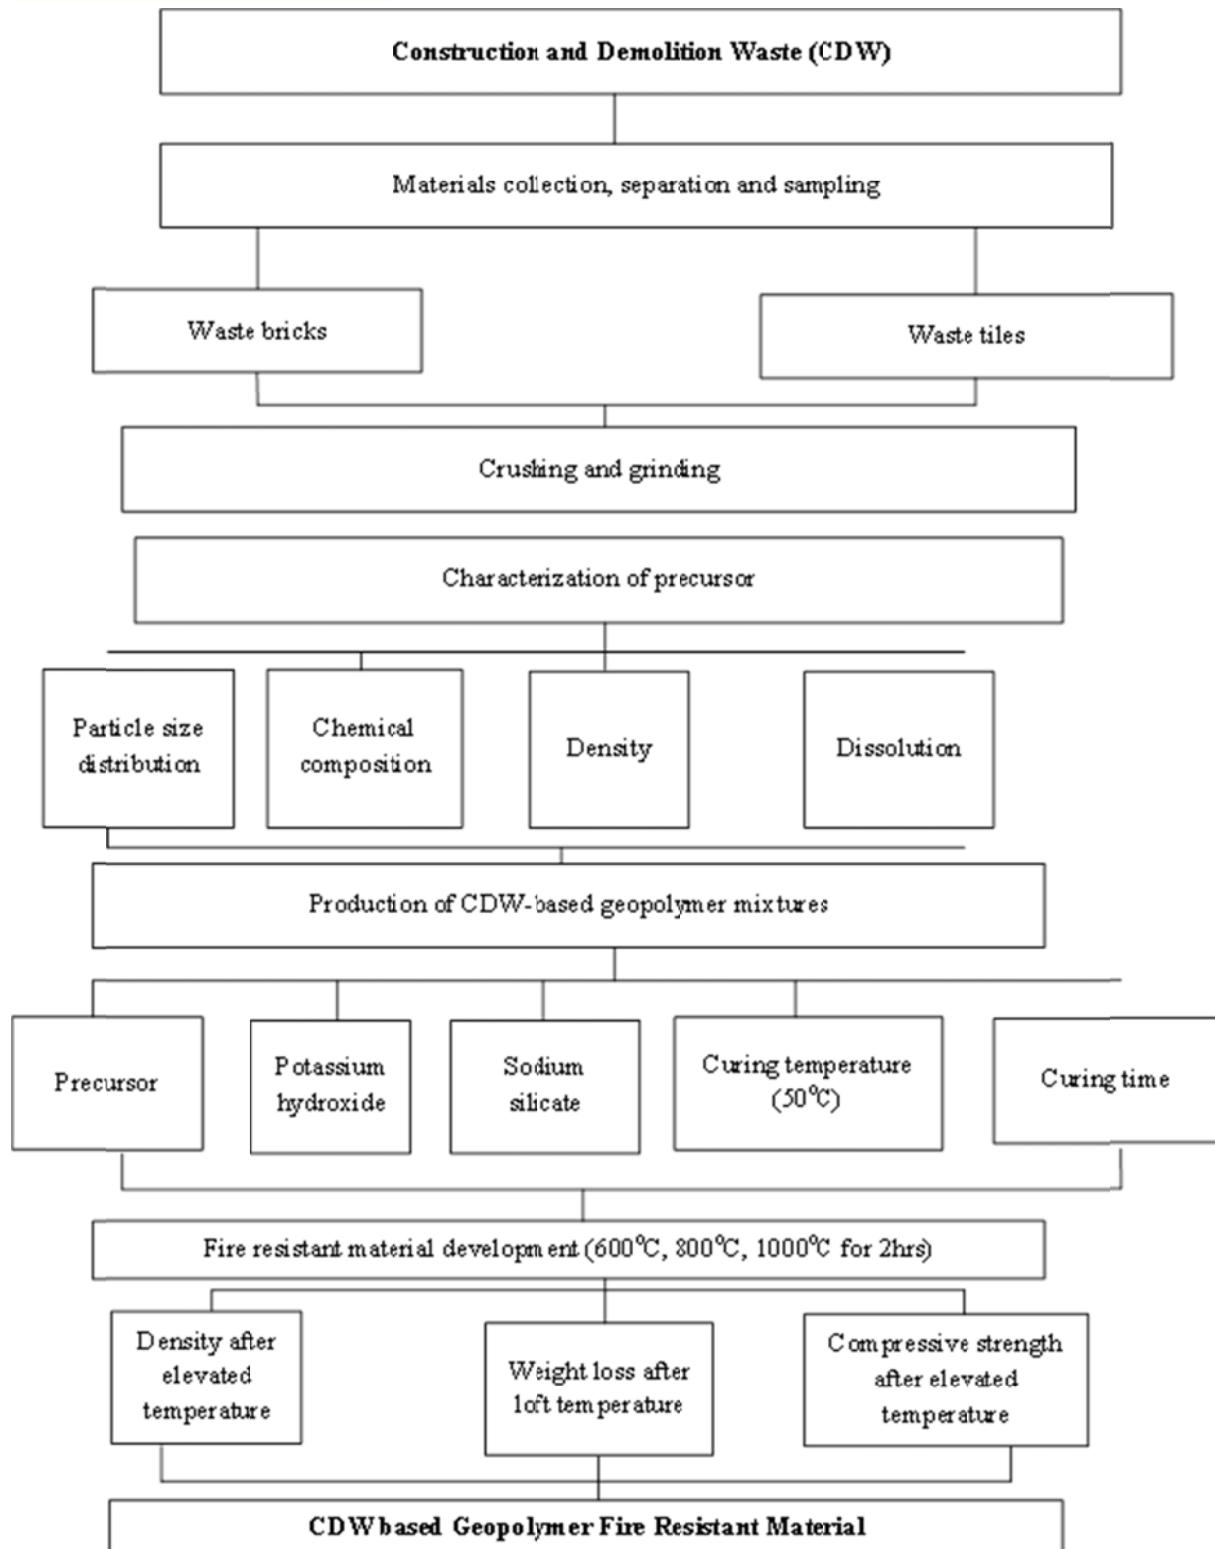 Construction and Demolition Waste (CDW)
Materials collection, separation and sampling
Waste bricks
Waste tiles
Crushing and grinding
Characterization of precursor
Particle size
distribution
Chemical
composition
Density
Dissolution
Production of CDW-based geopolymer mixtures
Precursor
Potassium
hydroxide
Sodium
silicate
Curing temperature
(50°C)
Curing time
Fire resistant material development (600°C, 800°C, 1000°C for 2hrs)
Density after
elevated
temperature
Weight loss after
loft temperature
Compressive strength
after elevated
temperature
CDW based Geopolymer Fire Resistant Material